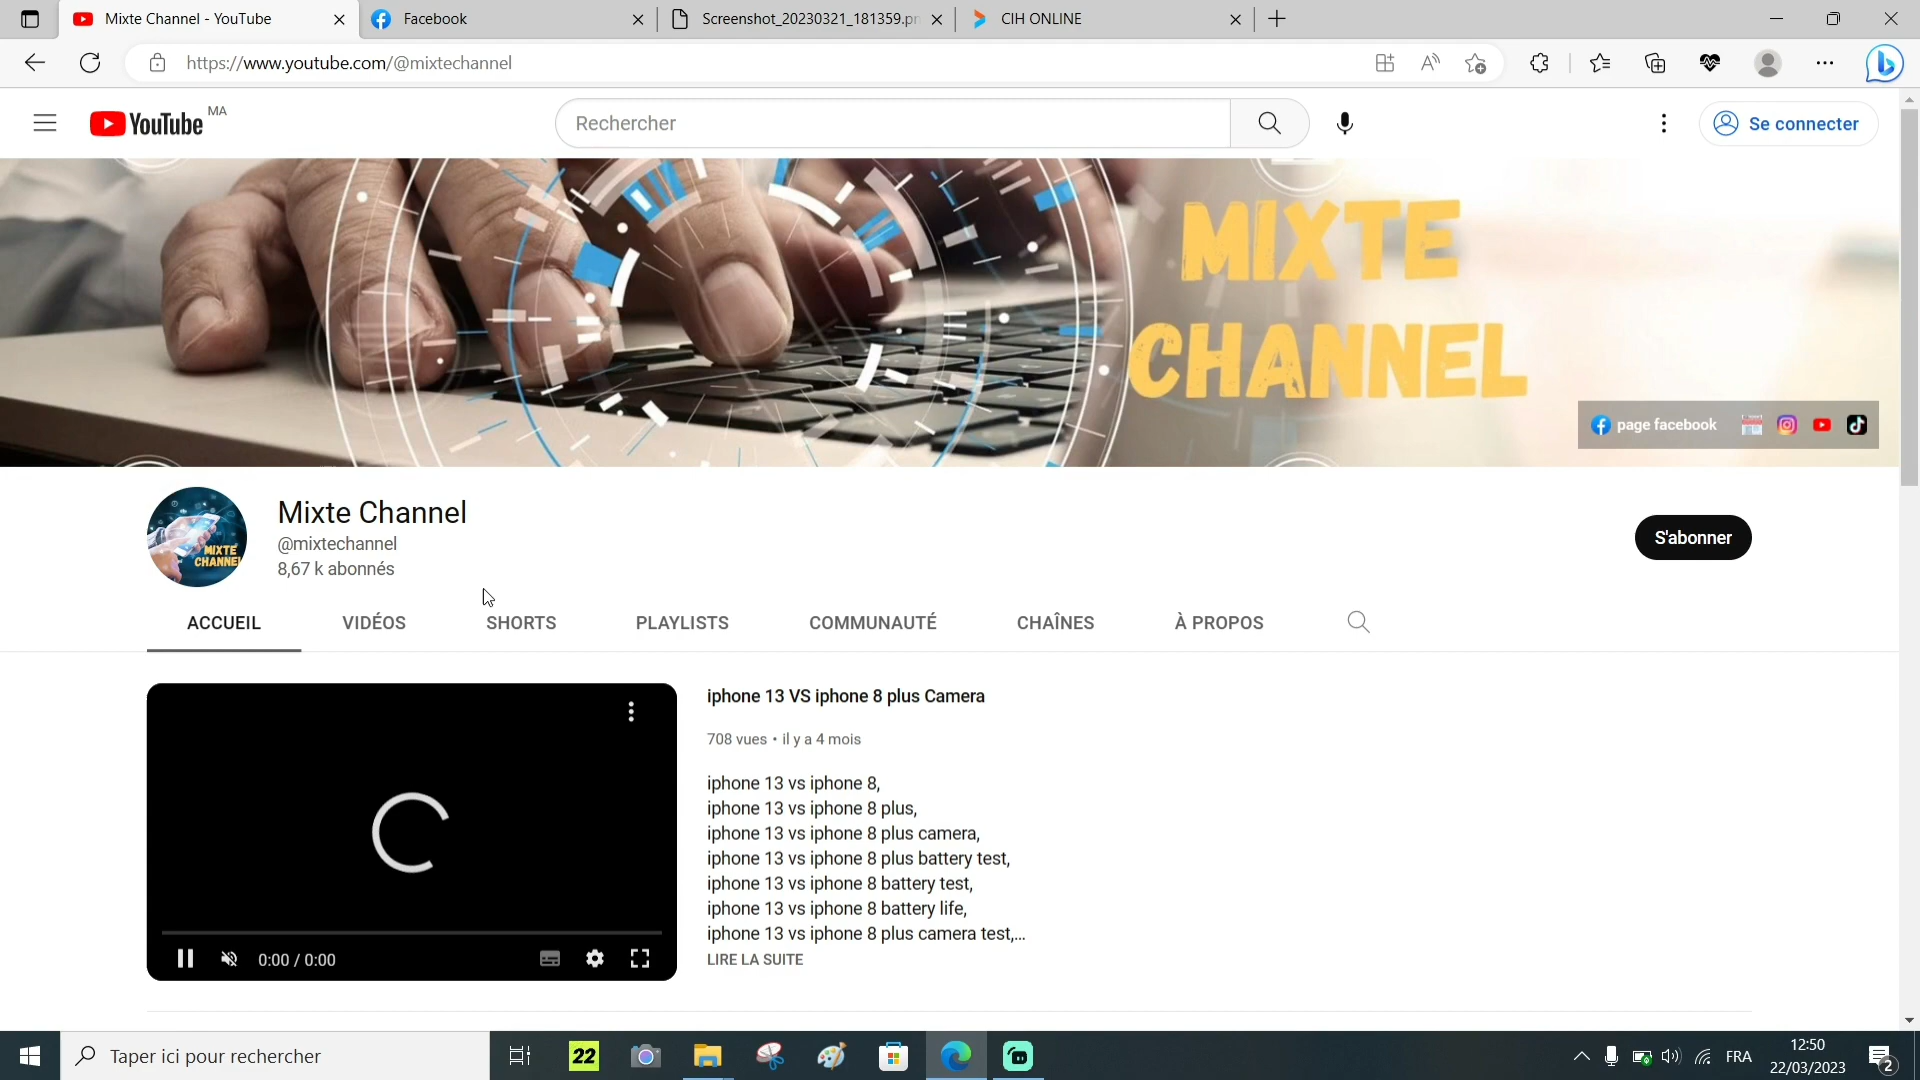 Mixte Channel - YouTube
Facebook
Screenshot_20230321_181359.pn
CIH ONLINE
https://www.youtube.com/@mixtechannel
YouTube MA
Rechercher
Se connecter
MIXTE
CHANNEL
page facebook
MIXTE
CHANNEL
Mixte Channel
@mixtechannel
8,67 k abonnés
S'abonner
ACCUEIL VIDÉOS SHORTS PLAYLISTS COMMUNAUTÉ CHAÎNES À PROPOS
iphone 13 VS iphone 8 plus Camera
708 vues • il y a 4 mois
iphone 13 vs iphone 8,
iphone 13 vs iphone 8 plus,
iphone 13 vs iphone 8 plus camera,
iphone 13 vs iphone 8 plus battery test,
iphone 13 vs iphone 8 battery test,
iphone 13 vs iphone 8 battery life,
iphone 13 vs iphone 8 plus camera test,...
LIRE LA SUITE
0:00 / 0:00
Taper ici pour rechercher
22
FRA
12:50
22/03/2023
2